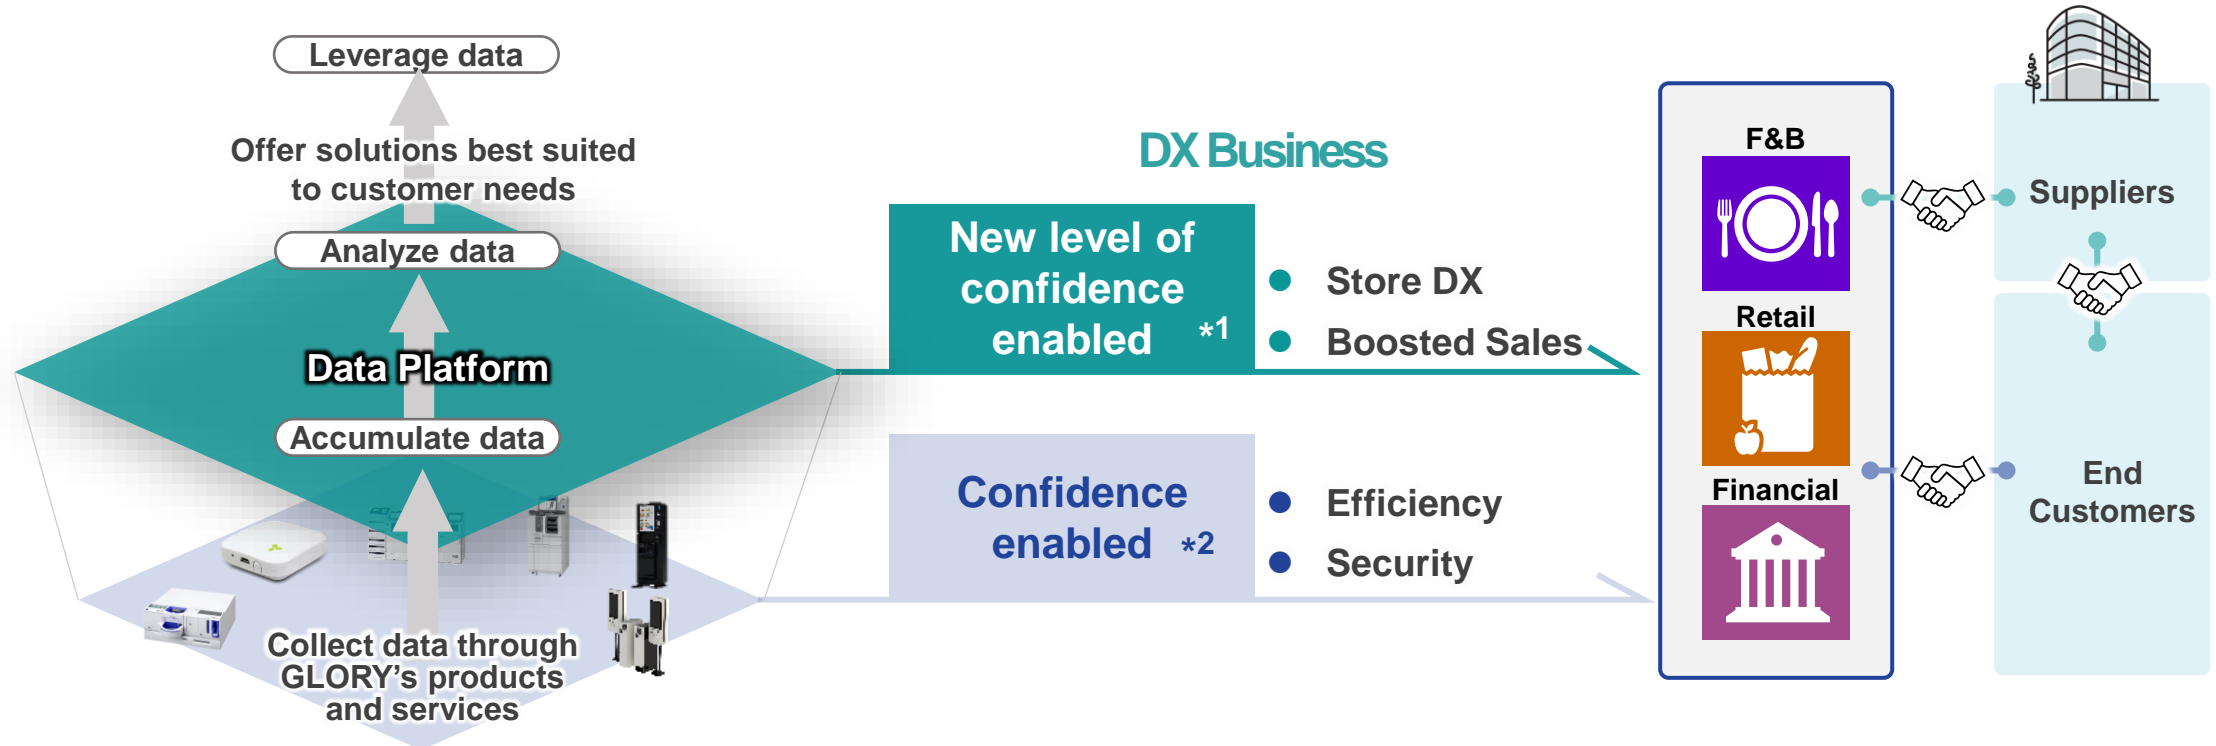 Leverage data
Offer solutions best suited
to customer needs
Analyze data
Data Platform
Accumulate data
Collect data through
GLORY’s products
and services
DX Business
New level of
confidence
enabled *1
Store DX
Boosted Sales
Confidence
enabled *2
Efficiency
Security
F&B
Retail
Financial
Suppliers
End
Customers